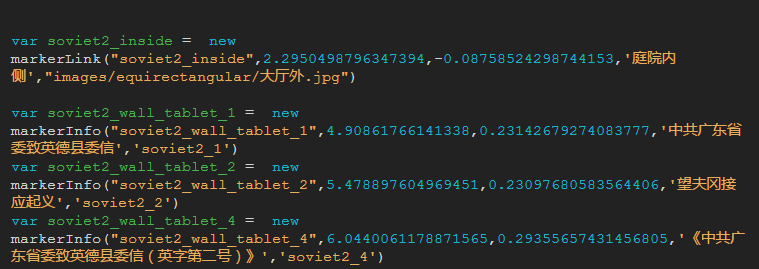 var soviet2_inside =  new
markerLink("soviet2_inside",2.2950498796347394,-0.08758524298744153,'庭院内
侧',"images/equirectangular/大厅外.jpg")
var soviet2_wall_tablet_1 =  new
markerInfo("soviet2_wall_tablet_1",4.90861766141338,0.23142679274083777,'中共广东省
委致英德县委信','soviet2_1')
var soviet2_wall_tablet_2 =  new
markerInfo("soviet2_wall_tablet_2",5.478897604969451,0.23097680583564406,'望夫冈接
应起义','soviet2_2')
var soviet2_wall_tablet_4 =  new
markerInfo("soviet2_wall_tablet_4",6.0440061178871565,0.29355657431456805,'《中共广
东省委致英德县委信（英字第二号）》','soviet2_4')